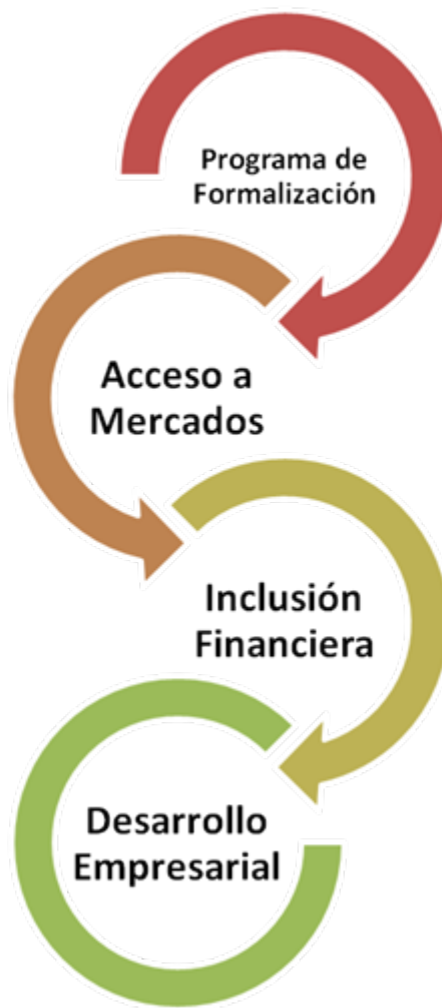 Programa de
Formalización
Acceso a
Mercados
Inclusión
Financiera
Desarrollo
Empresarial